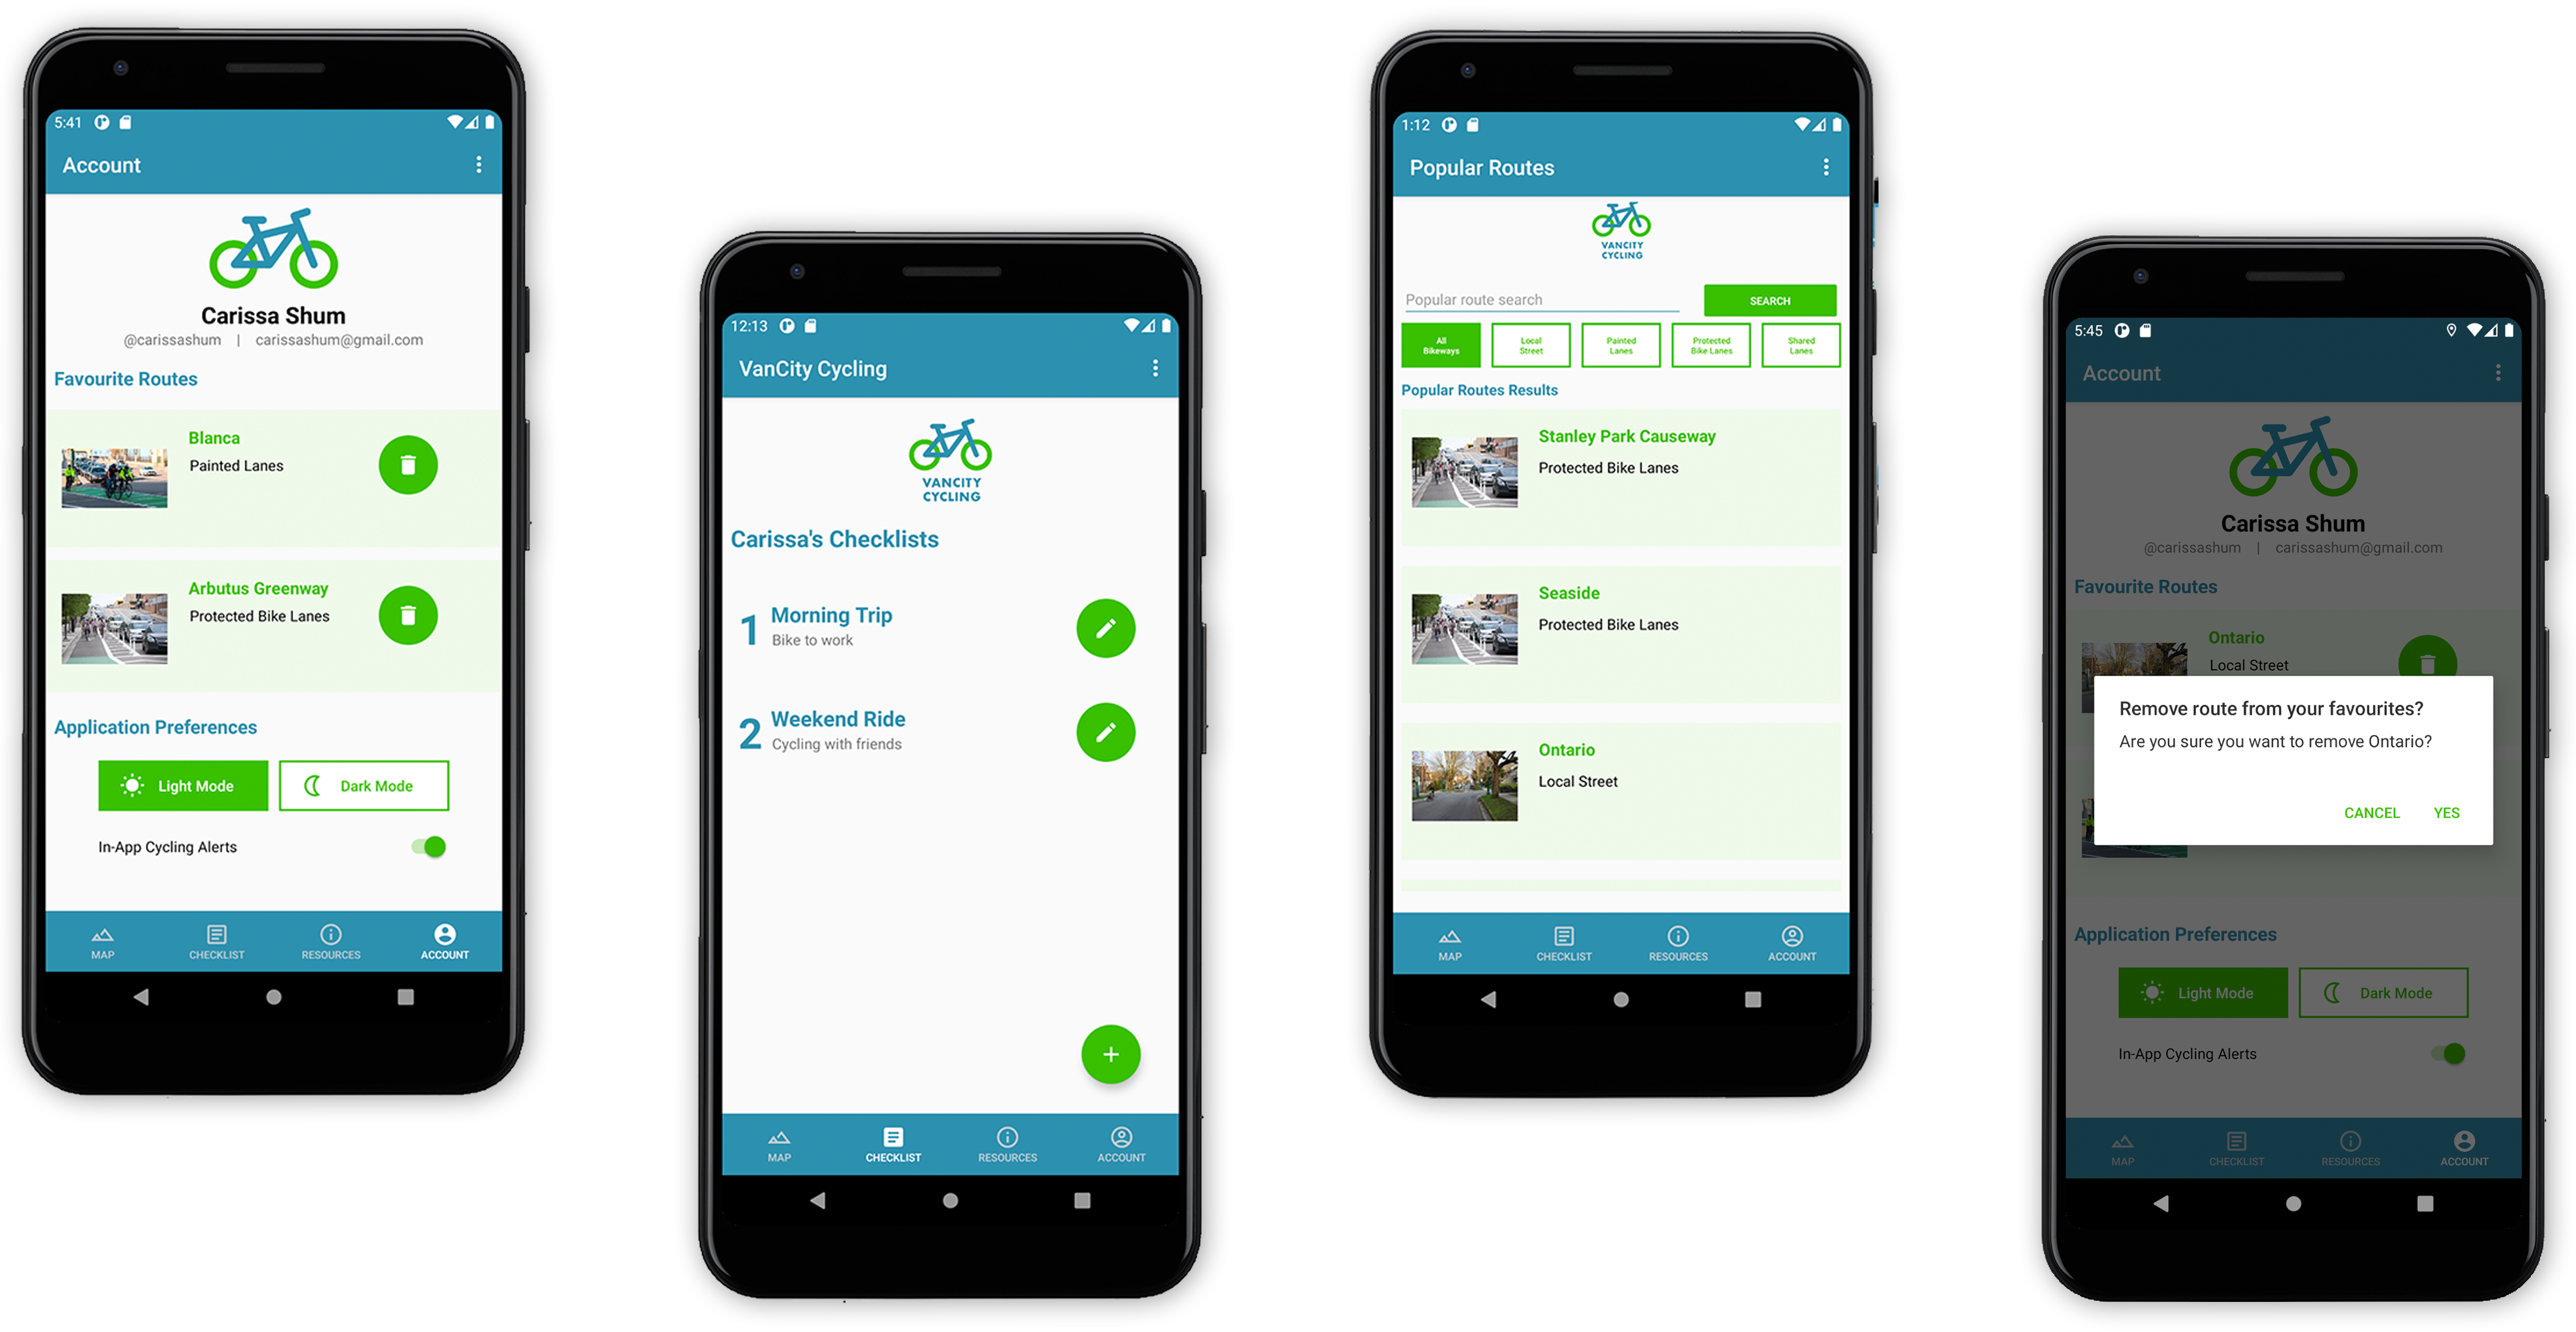 5:41
Account
Carissa Shum
@carissashum | carissashum@gmail.com
Favourite Routes
Blanca
Painted Lanes
Arbutus Greenway
Protected Bike Lanes
Application Preferences
Light Mode
Dark Mode
In-App Cycling Alerts
MAP
CHECKLIST
RESOURCES
ACCOUNT
12:13
VanCity Cycling
VANCITY
CYCLING
Carissa's Checklists
1
Morning Trip
Bike to work
2
Weekend Ride
Cycling with friends
+
MAP
CHECKLIST
RESOURCES
ACCOUNT
1:12
Popular Routes
VANCITY
CYCLING
Popular route search
SEARCH
All
Bikeways
Local
Street
Painted
Lanes
Protected
Bike Lanes
Shared
Lanes
Popular Routes Results
Stanley Park Causeway
Protected Bike Lanes
Seaside
Protected Bike Lanes
Ontario
Local Street
MAP
CHECKLIST
RESOURCES
ACCOUNT
5:45
Account
Carissa Shum
@carissashum | carissashum@gmail.com
Favourite Routes
Ontario
Local Street
Remove route from your favourites?
Are you sure you want to remove Ontario?
CANCEL
YES
Application Preferences
Light Mode
Dark Mode
In-App Cycling Alerts
MAP
CHECKLIST
RESOURCES
ACCOUNT